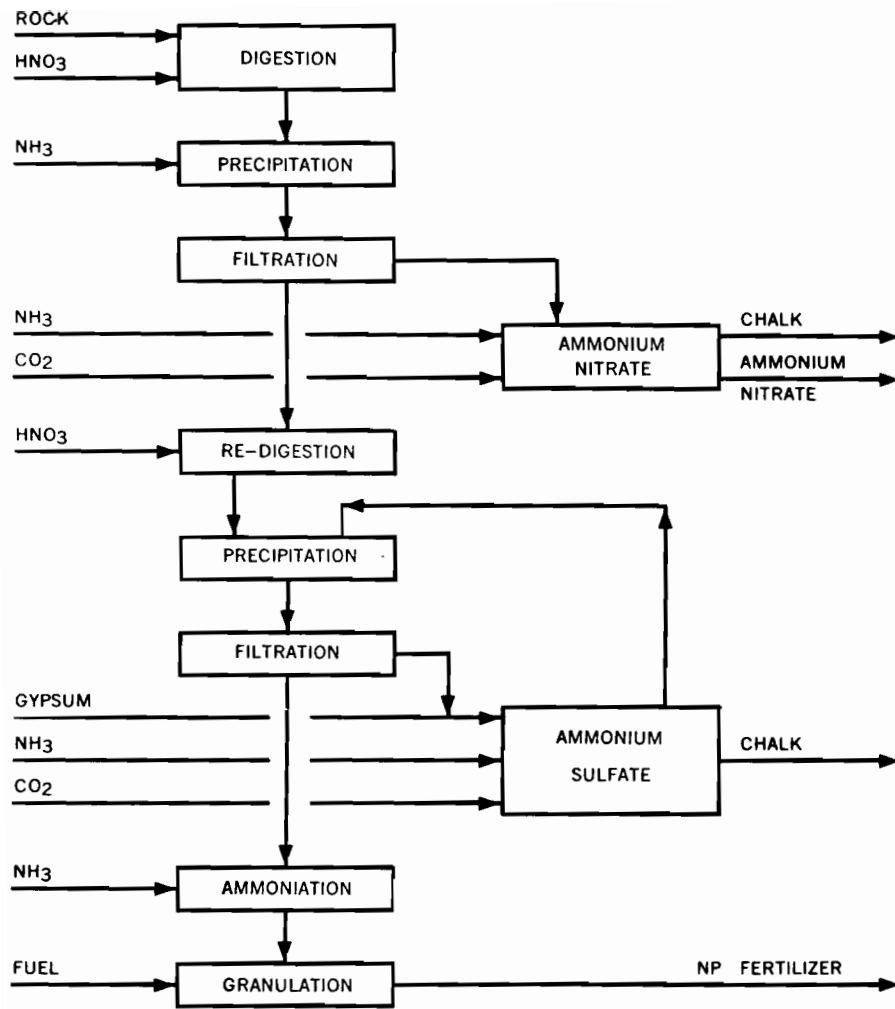 ROCK
DIGESTION
HNO3
NH3
PRECIPITATION
FILTRATION
NH3
CHALK
AMMONIUM
NITRATE
CO2
AMMONIUM
NITRATE
HNO3
RE-DIGESTION
PRECIPITATION
FILTRATION
GYPSUM
AMMONIUM
SULFATE
NH3
CHALK
CO2
NH3
AMMONIATION
FUEL
GRANULATION
NP FERTILIZER